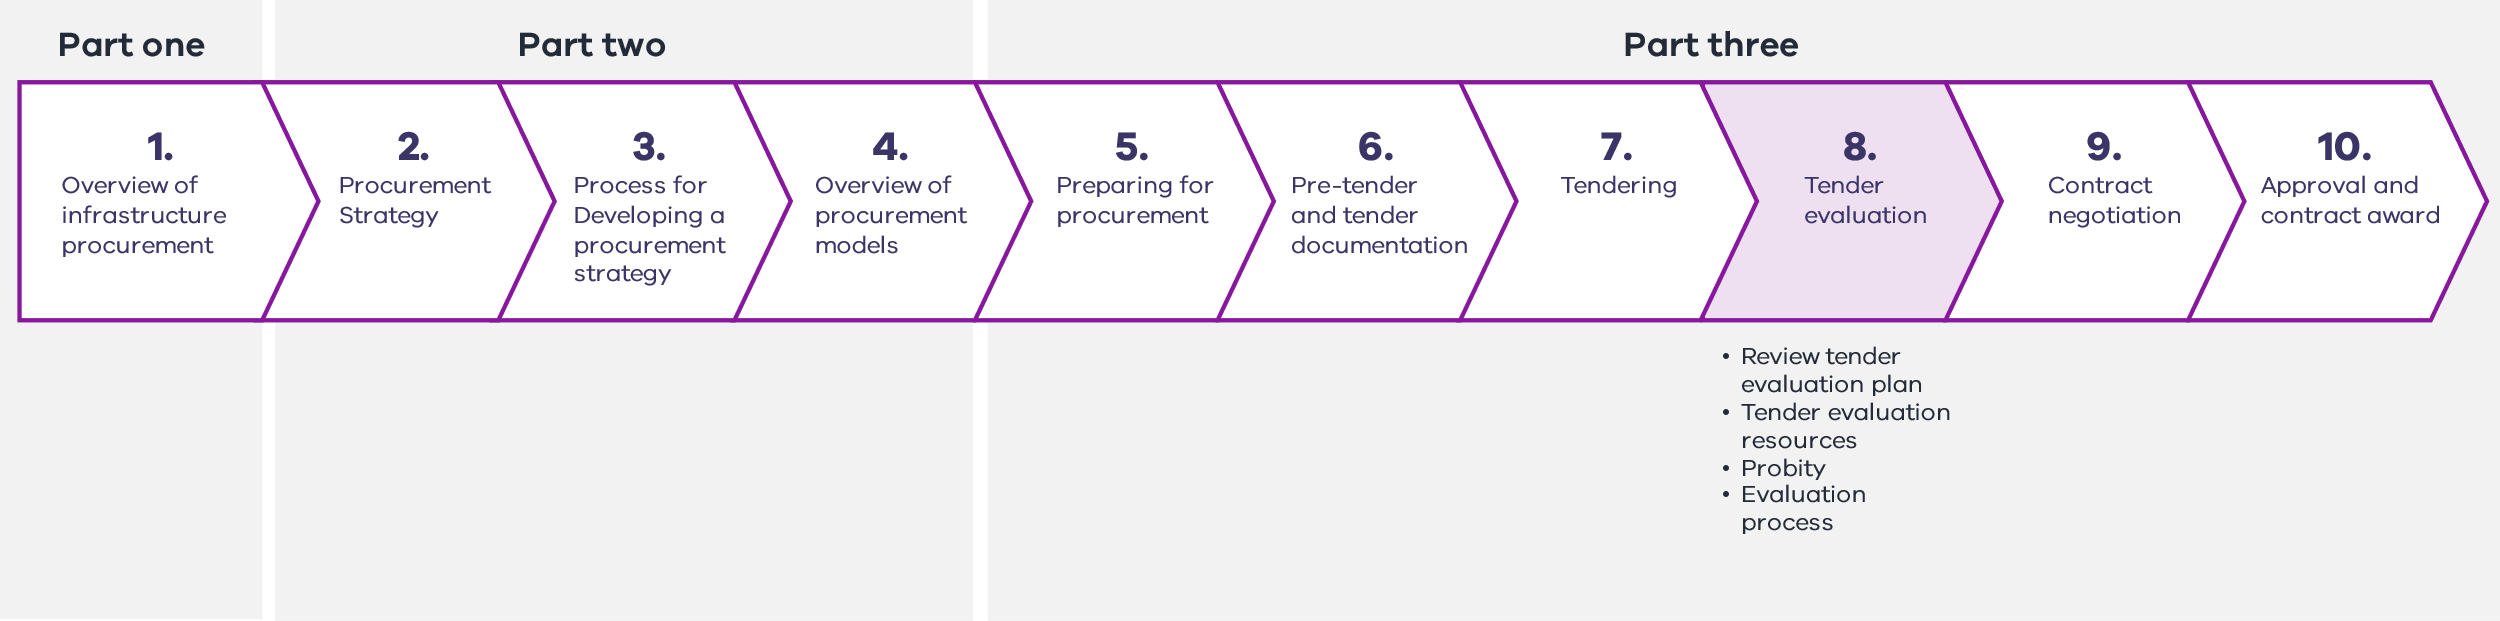 Part one
Part two
Part three
1.
Overview of
infrastructure
procurement
2.
Procurement
Strategy
3.
Process for
Developing a
procurement
strategy
4.
Overview of
procurement
models
5.
Preparing for
procurement
6.
Pre-tender
and tender
documentation
7.
Tendering
8.
Tender
evaluation
9.
Contract
negotiation
10.
Approval and
contract award
• Review tender
evaluation plan
• Tender evaluation
resources
• Probity
• Evaluation
process